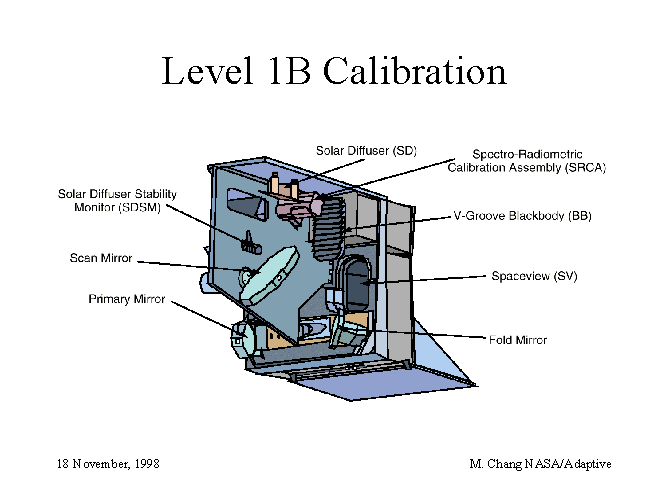 Level 1B Calibration
Solar Diffuser (SD)
Spectro-Radiometric
Calibration Assembly (SRCA)
Solar Diffuser Stability
Monitor (SDSM)
V-Groove Blackbody (BB)
Scan Mirror
Spaceview (SV)
Primary Mirror
Fold Mirror
18 November, 1998
M. Chang NASA/Adaptive